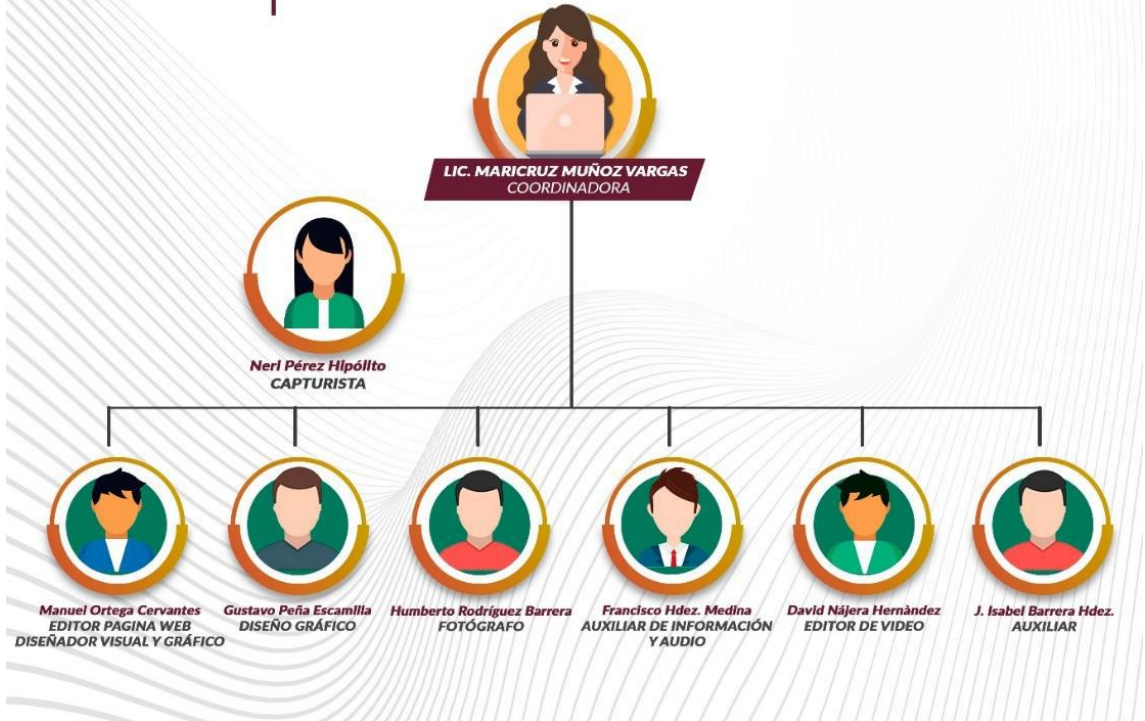 LIC. MARICRUZ MUÑOZ VARGAS
COORDINADORA
Neri Pérez Hipólito
CAPTURISTA
Manuel Ortega Cervantes
EDITOR PAGINA WEB
DISEÑADOR VISUAL Y GRÁFICO
Gustavo Peña Escamilla
DISEÑO GRÁFICO
Humberto Rodríguez Barrera
FOTÓGRAFO
Francisco Hdez. Medina
AUXILIAR DE INFORMACIÓN
Y AUDIO
David Nájera Hernàndez
EDITOR DE VIDEO
J. Isabel Barrera Hdez.
AUXILIAR